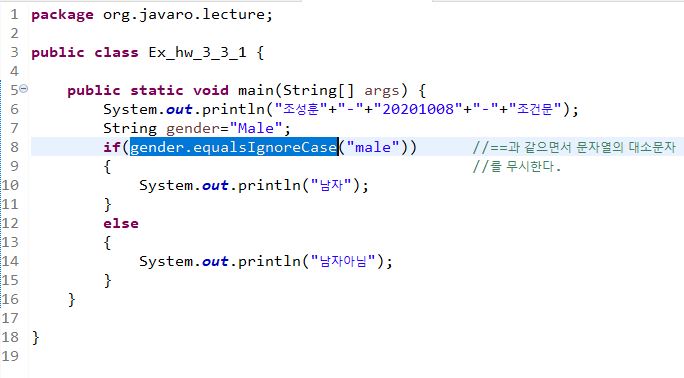 1 package org.javaro.lecture;
2
3 public class Ex_hw_3_3_1 {
4
5 public static void main(String[] args) {
6 System.out.println("조성훈"+"-"+"20201008"+"-"+"조건문");
7 String gender="Male";
8 if(gender.equalsIgnoreCase("male")) //==과 같으면서 문자열의 대소문자
9 { //를 무시한다.
10 System.out.println("남자");
11 }
12 else
13 {
14 System.out.println("남자아님");
15 }
16 }
17
18 }
19